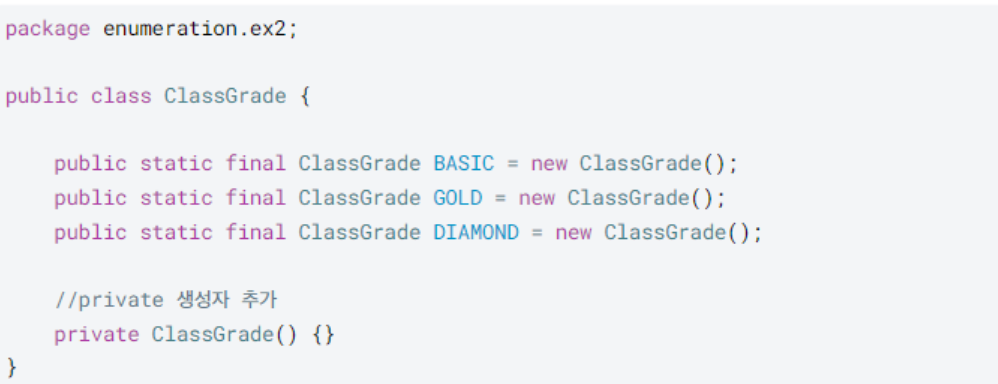 package enumeration.ex2;
public class ClassGrade {
public static final ClassGrade BASIC = new ClassGrade();
public static final ClassGrade GOLD = new ClassGrade();
public static final ClassGrade DIAMOND = new ClassGrade();
//private 생성자 추가
private ClassGrade() {}
}